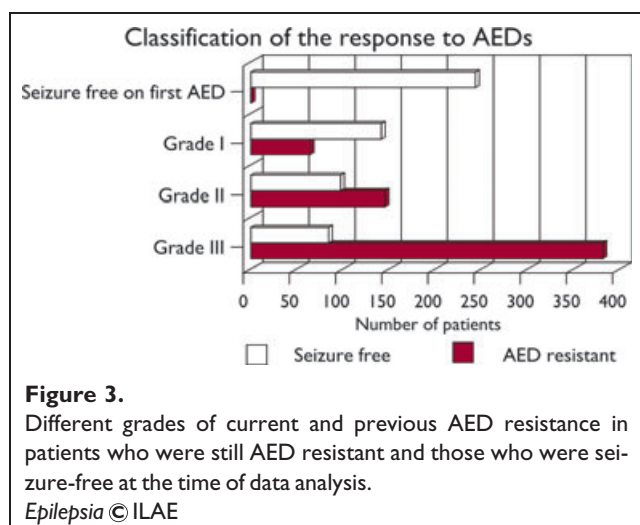 Classification of the response to AEDs
Seizure free on first AED
Grade I
Grade II
Grade III
0 50 100 150 200 250 300 350 400
Number of patients
Seizure free AED resistant
Figure 3.
Different grades of current and previous AED resistance in
patients who were still AED resistant and those who were sei-
zure-free at the time of data analysis.
Epilepsia © ILAE